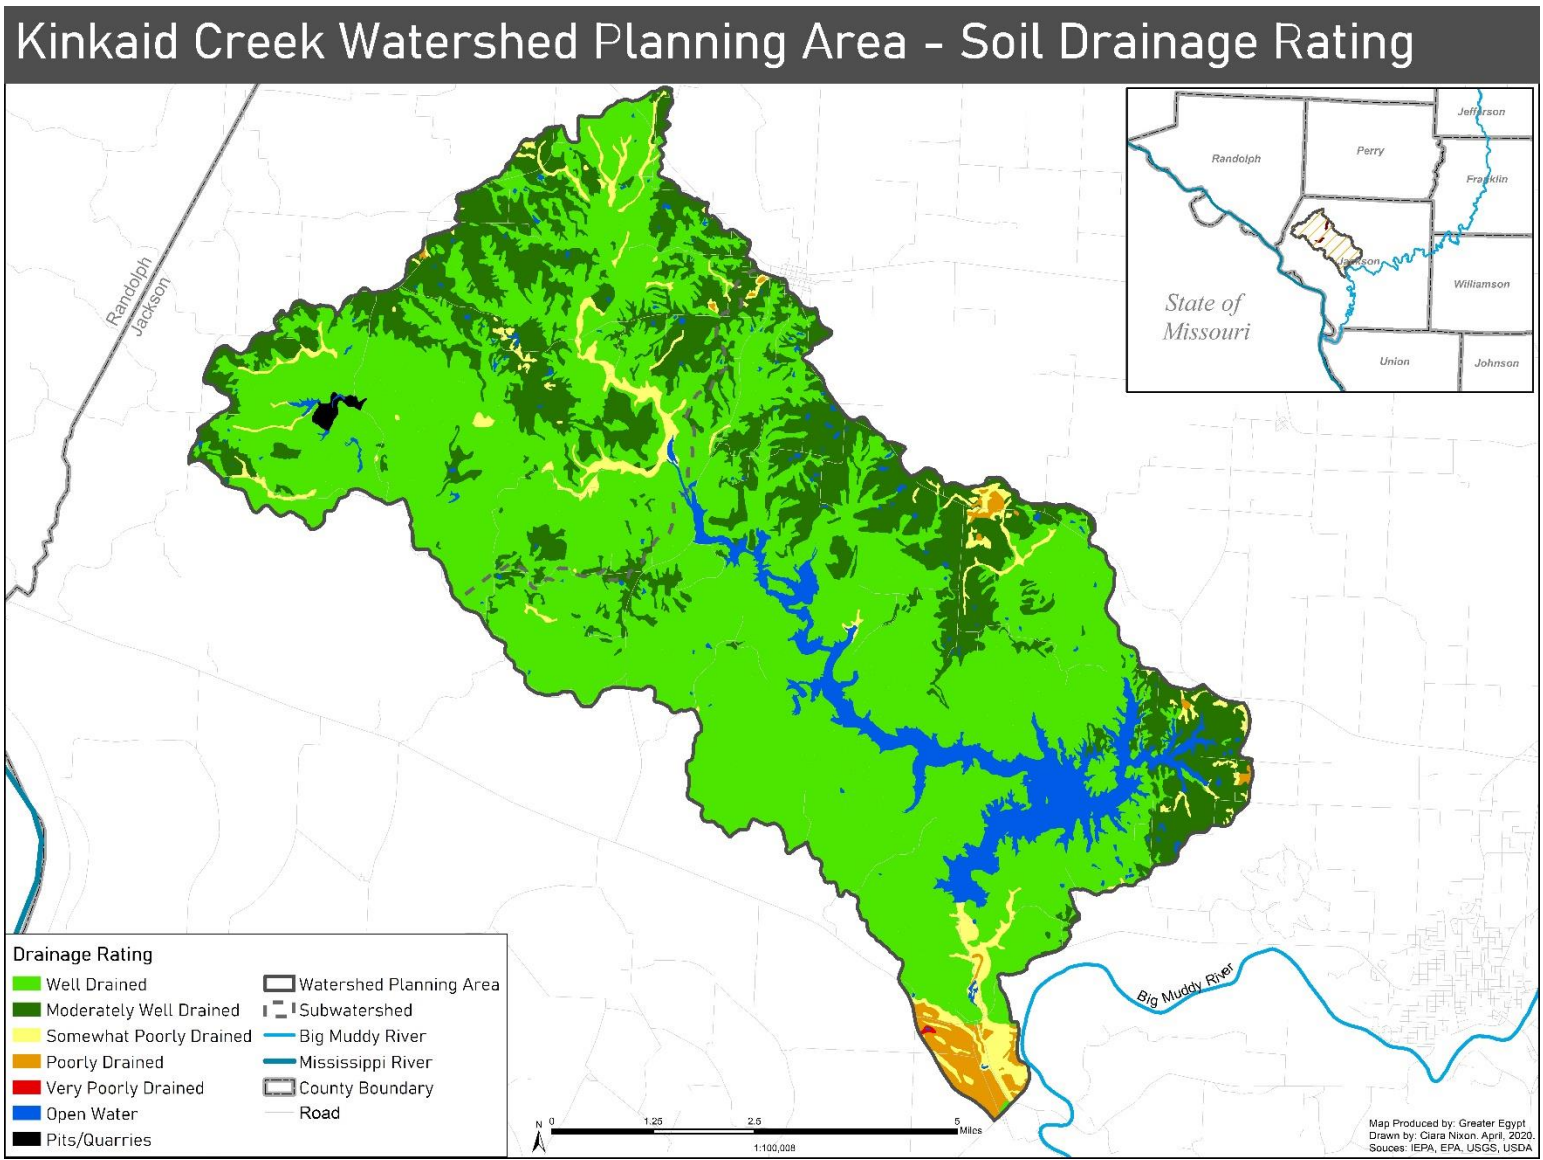 Kinkaid Creek Watershed Planning Area - Soil Drainage Rating
Randolph
Jackson
Jefferson
Randolph
Perry
Franklin
Jackson
Williamson
State of
Missouri
Union
Johnson
Big Muddy River
Drainage Rating
Well Drained
Moderately Well Drained
Somewhat Poorly Drained
Poorly Drained
Very Poorly Drained
Open Water
Pits/Quarries
Watershed Planning Area
Subwatershed
Big Muddy River
Mississippi River
County Boundary
Road
N
0 1.25 2.5 5
Miles
1:100,008
Map Produced by: Greater Egypt
Drawn by: Ciara Nixon. April, 2020.
Souces: IEPA, EPA, USGS, USDA